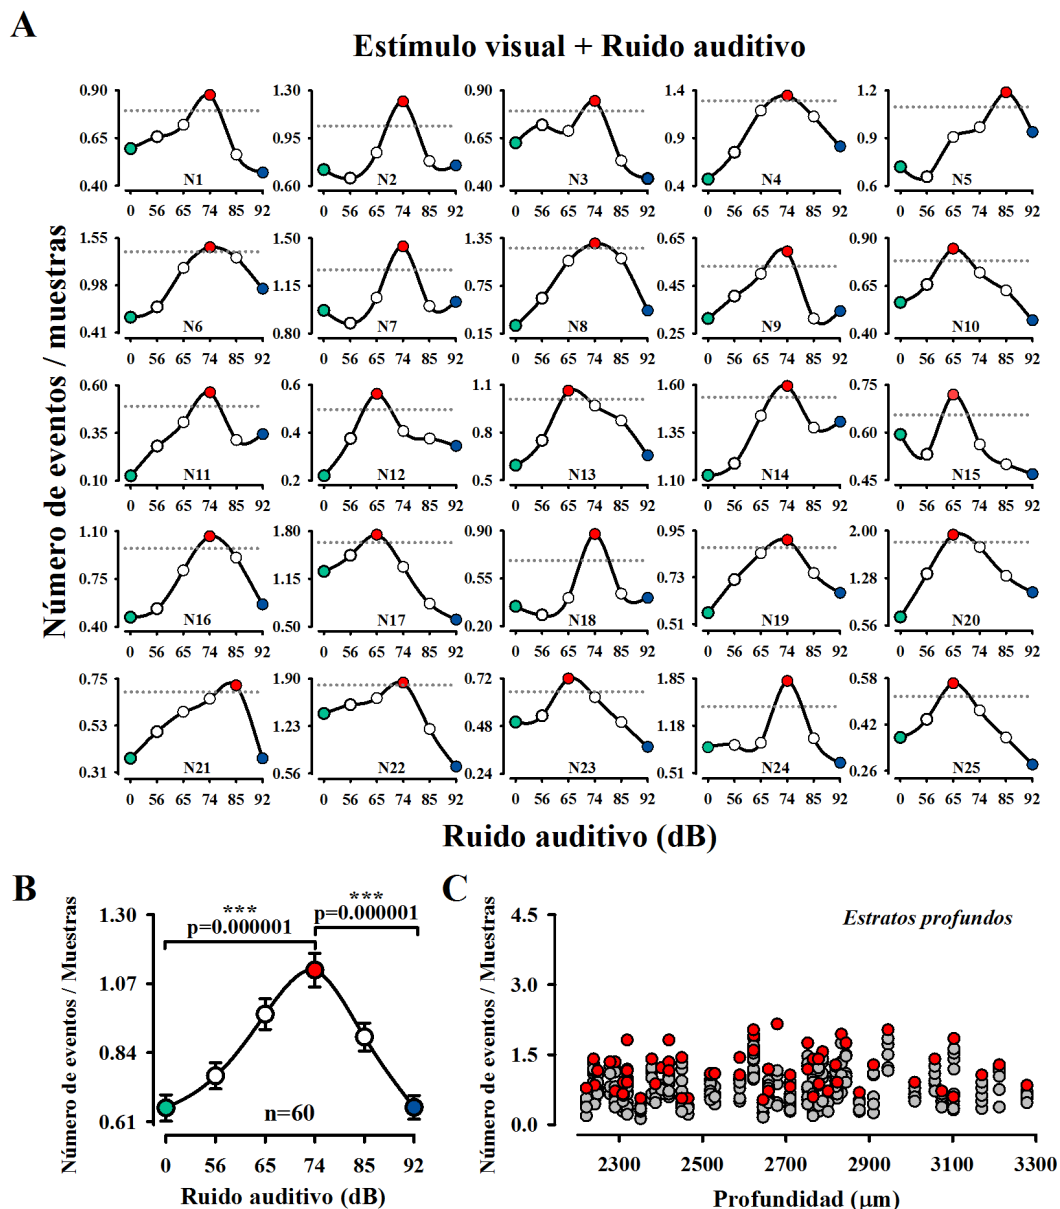 A
Estímulo visual + Ruido auditivo
Número de eventos / muestras
0.90 0.65 0.40 N1 0 56 65 74 85 92
1.30 0.95 0.60 N2 0 56 65 74 85 92
0.90 0.65 0.40 N3 0 56 65 74 85 92
1.4 0.9 0.4 N4 0 56 65 74 85 92
1.2 0.9 0.6 N5 0 56 65 74 85 92
1.55 0.98 0.41 N6 0 56 65 74 85 92
1.50 1.15 0.80 N7 0 56 65 74 85 92
1.35 0.75 0.15 N8 0 56 65 74 85 92
0.65 0.45 0.25 N9 0 56 65 74 85 92
0.90 0.65 0.40 N10 0 56 65 74 85 92
0.60 0.35 0.10 N11 0 56 65 74 85 92
0.6 0.4 0.2 N12 0 56 65 74 85 92
1.1 0.8 0.5 N13 0 56 65 74 85 92
1.60 1.35 1.10 N14 0 56 65 74 85 92
0.75 0.60 0.45 N15 0 56 65 74 85 92
1.10 0.75 0.40 N16 0 56 65 74 85 92
1.80 1.15 0.50 N17 0 56 65 74 85 92
0.90 0.55 0.20 N18 0 56 65 74 85 92
0.95 0.73 0.51 N19 0 56 65 74 85 92
2.00 1.28 0.56 N20 0 56 65 74 85 92
0.75 0.53 0.31 N21 0 56 65 74 85 92
1.90 1.23 0.56 N22 0 56 65 74 85 92
0.72 0.48 0.24 N23 0 56 65 74 85 92
1.85 1.18 0.51 N24 0 56 65 74 85 92
0.58 0.42 0.26 N25 0 56 65 74 85 92
Ruido auditivo (dB)
B
Número de eventos / Muestras
1.30
1.07
0.84
0.61
***
p=0.000001
***
p=0.000001
n=60
0 56 65 74 85 92
Ruido auditivo (dB)
C
Número de eventos / Muestras
4.5
3.0
1.5
0.0
Estratos profundos
2300 2500 2700 2900 3100 3300
Profundidad (μm)